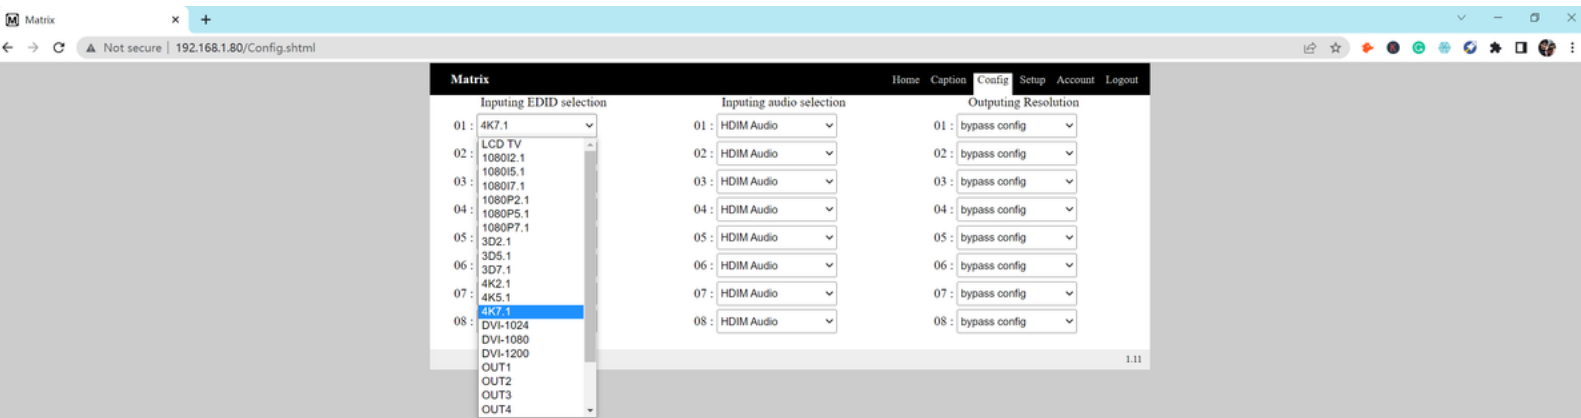 Matrix
Not secure | 192.168.1.80/Config.shtml
Matrix Home Caption Config Setup Account Logout
Inputing EDID selection Inputing audio selection Outputing Resolution
01 : 4K7.1 01 : HDIM Audio 01 : bypass config
02 : 02 : HDIM Audio 02 : bypass config
03 : 03 : HDIM Audio 03 : bypass config
04 : 04 : HDIM Audio 04 : bypass config
05 : 05 : HDIM Audio 05 : bypass config
06 : 06 : HDIM Audio 06 : bypass config
07 : 07 : HDIM Audio 07 : bypass config
08 : 08 : HDIM Audio 08 : bypass config
LCD TV
1080I2.1
1080I5.1
1080I7.1
1080P2.1
1080P5.1
1080P7.1
3D2.1
3D5.1
3D7.1
4K2.1
4K5.1
4K7.1
DVI-1024
DVI-1080
DVI-1200
OUT1
OUT2
OUT3
OUT4
1.11